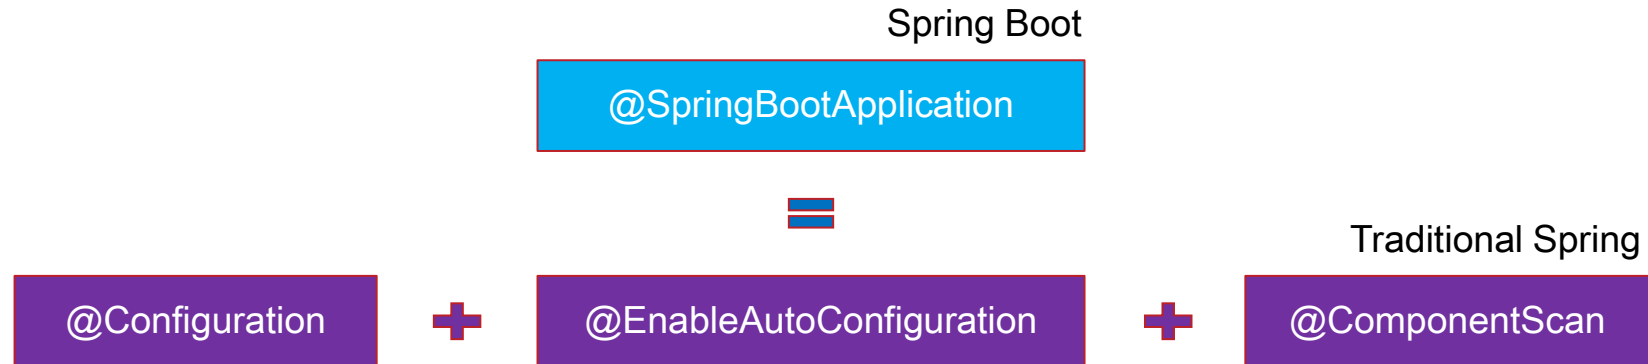 Spring Boot
@SpringBootApplication
Traditional Spring
@Configuration
@EnableAutoConfiguration
@ComponentScan